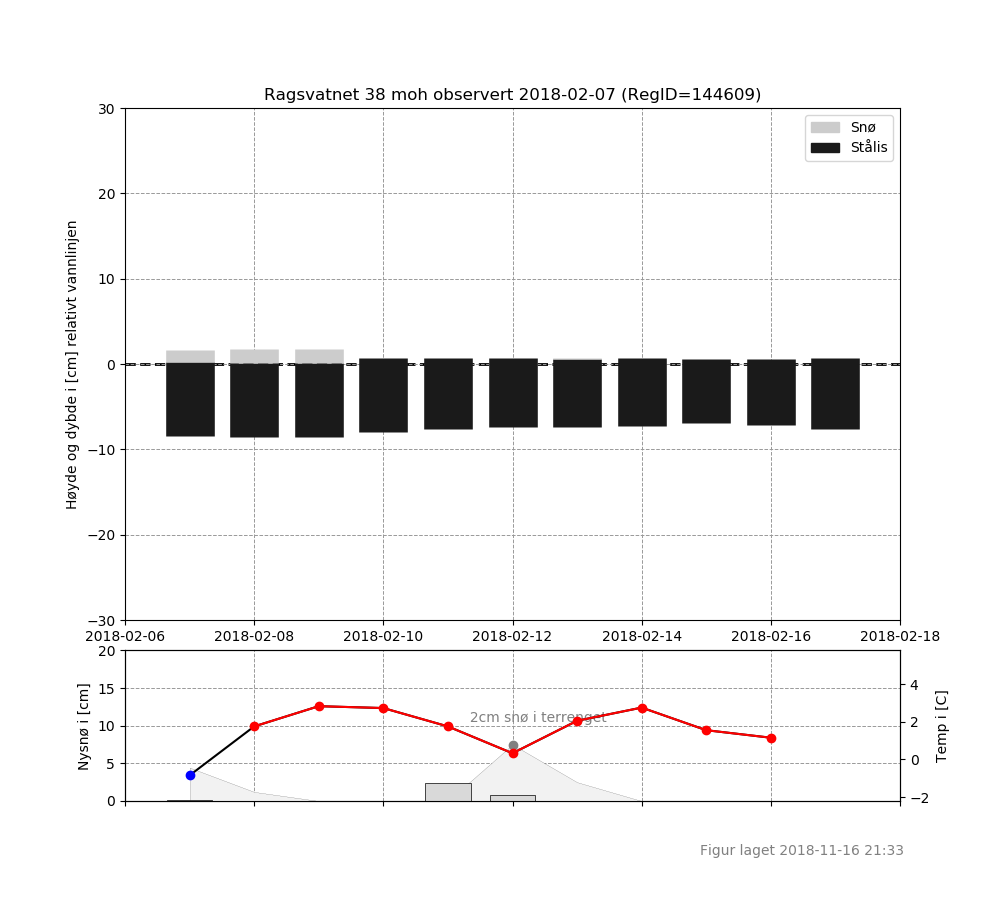 Ragsvatnet 38 moh observert 2018-02-07 (RegID=144609)
Snø
Stålis
Høyde og dybde i [cm] relativt vannlinjen
30
20
10
0
−10
−20
−30
2018-02-06 2018-02-08 2018-02-10 2018-02-12 2018-02-14 2018-02-16 2018-02-18
Nysnø i [cm]
20
15
10
5
0
2cm snø i terrenget
4
2
0
−2
Temp i [C]
Figur laget 2018-11-16 21:33